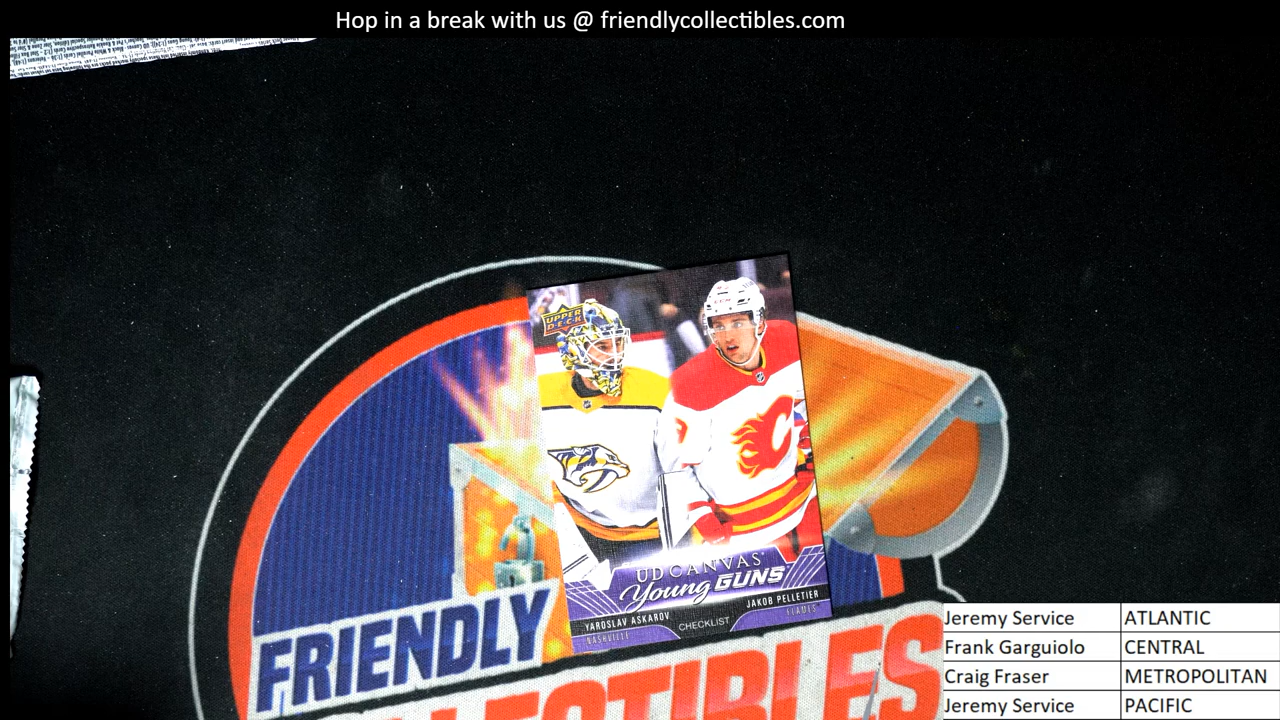 Hop in a break with us @ friendlycollectibles.com
UPPER
DECK
UD CANVAS
Young GUNS
YAROSLAV ASKAROV
NASHVILLE
CHECKLIST
JAKOB PELLETIER
FLAMES
FRIENDLY
Jeremy Service ATLANTIC
Frank Garguiolo CENTRAL
Craig Fraser METROPOLITAN
Jeremy Service PACIFIC